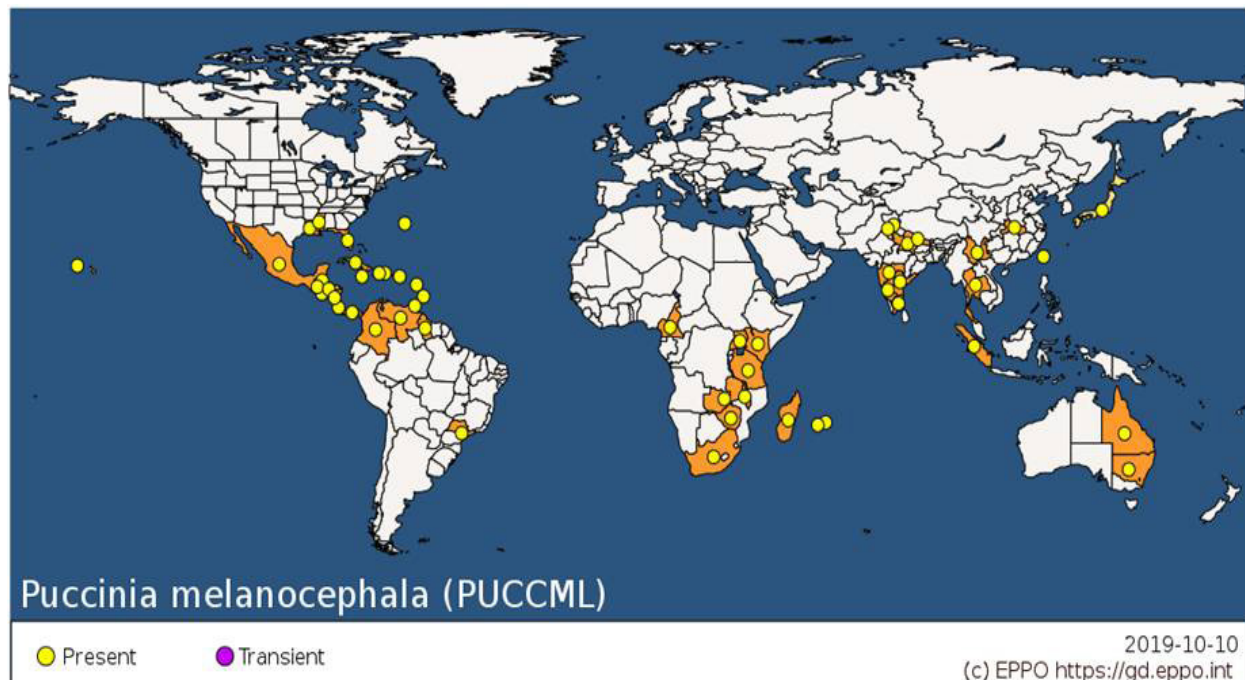 Puccinia melanocephala (PUCCML)
Present
Transient
2019-10-10
(c) EPPO https://gd.eppo.int